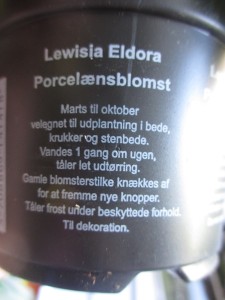 Lewisia Eldora
Porcelænsblomst
Marts til oktober
velegnet til udplantning i bede,
krukker og stenbede.
Vandes 1 gang om ugen,
tåler let udtørring.
Gamle blomsterstilke knækkes af
for at fremme nye knopper.
Tåler frost under beskyttede forhold.
Til dekoration.